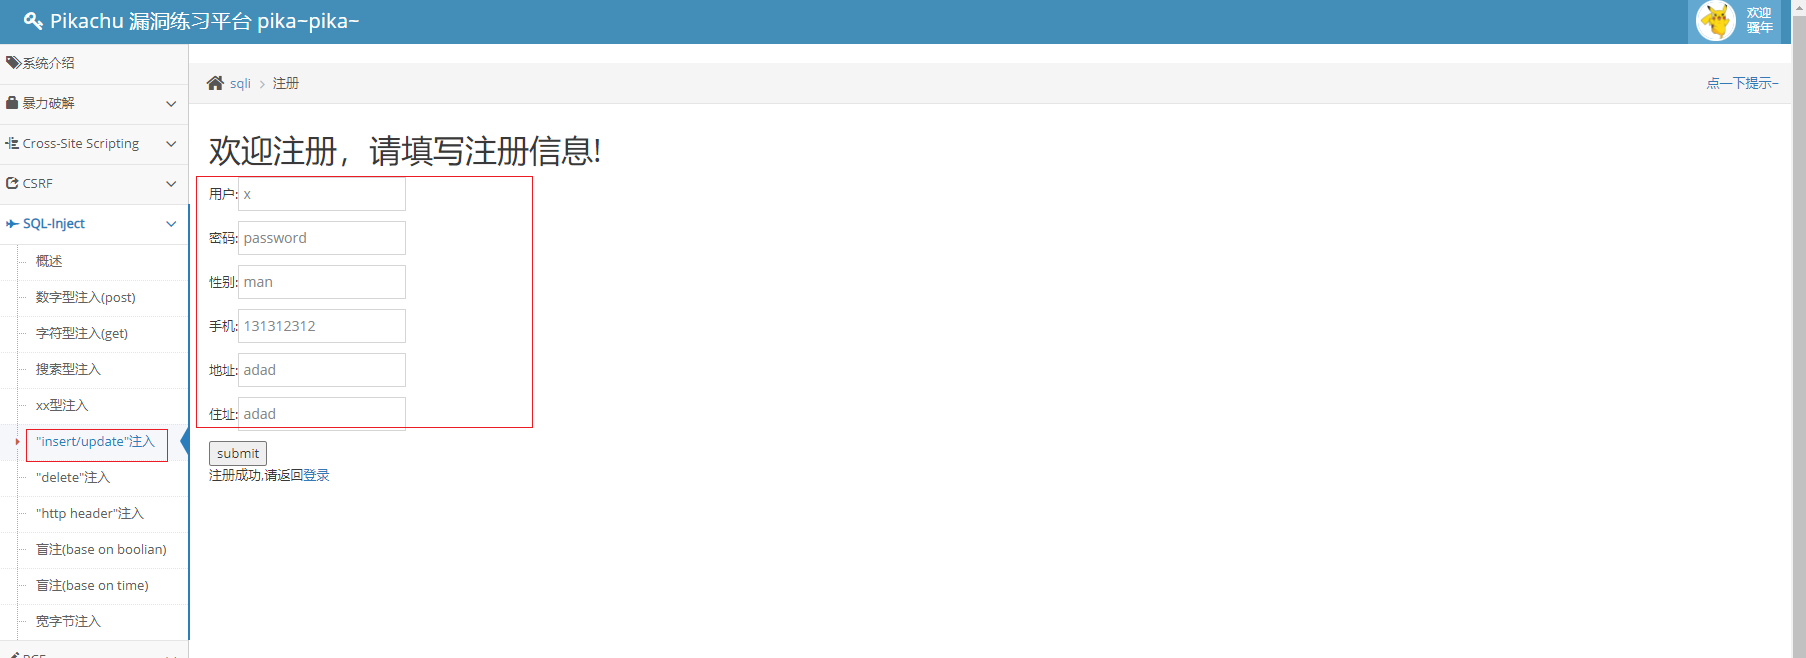 Pikachu 漏洞练习平台 pika~pika~
欢迎
骚年
系统介绍
暴力破解
Cross-Site Scripting
CSRF
SQL-Inject
概述
数字型注入(post)
字符型注入(get)
搜索型注入
xx型注入
"insert/update"注入
"delete"注入
"http header"注入
盲注(base on boolian)
盲注(base on time)
宽字节注入
RCE
sqli > 注册
点一下提示~
欢迎注册，请填写注册信息!
用户: x
密码: password
性别: man
手机: 131312312
地址: adad
住址: adad
submit
注册成功,请返回登录